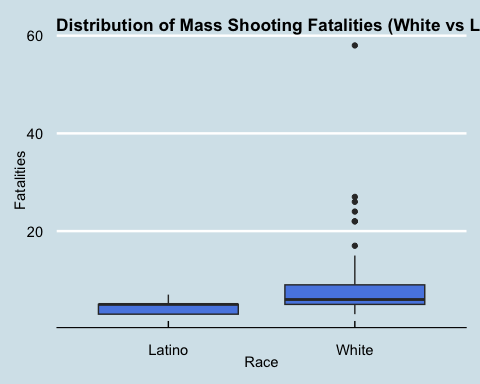 Distribution of Mass Shooting Fatalities (White vs L
60
40
20
Fatalities
Latino
White
Race